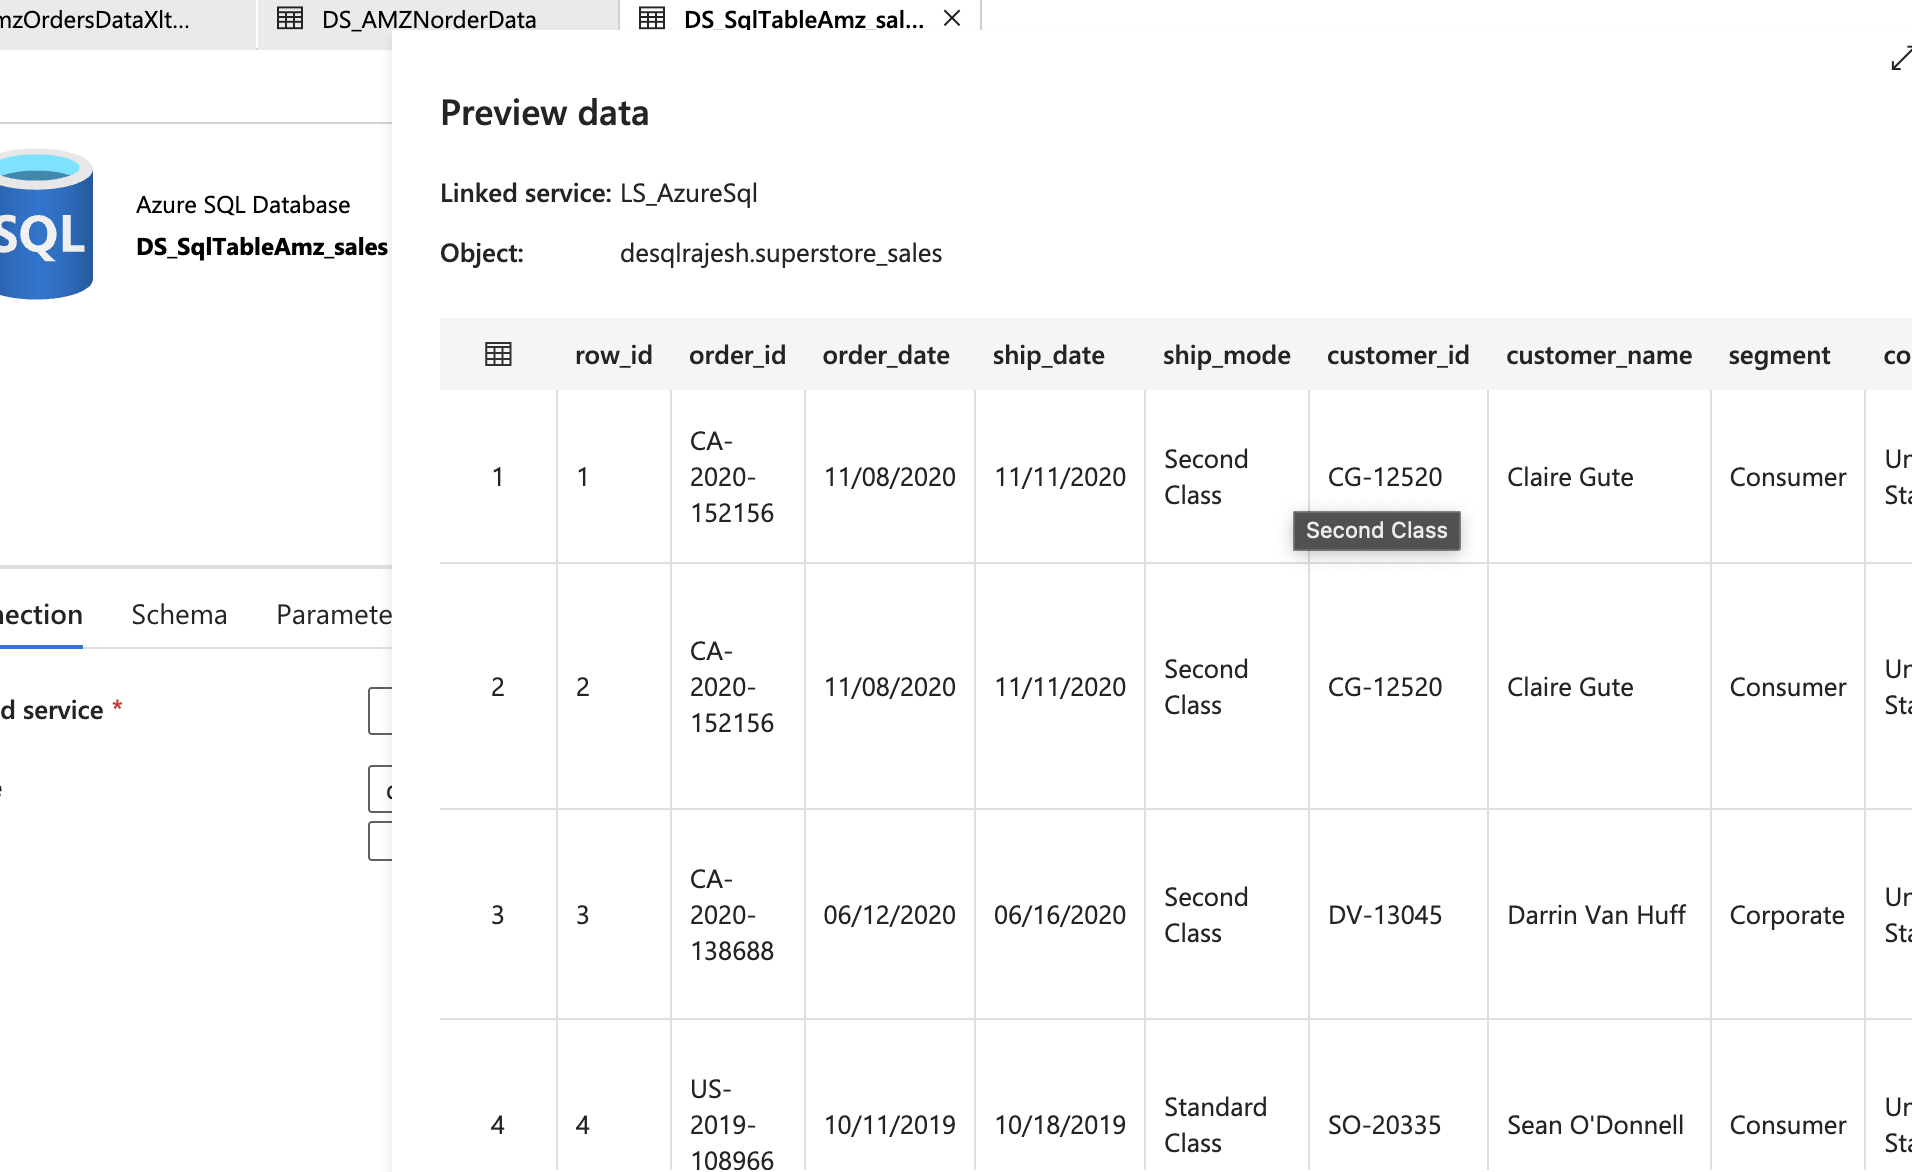 mzOrdersDataXlt...
DS_AMZNorderData
DS_SqlTableAmz_sal...
Preview data
Linked service: LS_AzureSql
Object: desqlrajesh.superstore_sales
SQL
Azure SQL Database
DS_SqlTableAmz_sales
nection Schema Paramete
d service *
row_id order_id order_date ship_date ship_mode customer_id customer_name segment co
1 1 CA-2020-152156 11/08/2020 11/11/2020 Second Class CG-12520 Claire Gute Consumer Un Sta
Second Class
2 2 CA-2020-152156 11/08/2020 11/11/2020 Second Class CG-12520 Claire Gute Consumer Un Sta
3 3 CA-2020-138688 06/12/2020 06/16/2020 Second Class DV-13045 Darrin Van Huff Corporate Un Sta
4 4 US-2019-108966 10/11/2019 10/18/2019 Standard Class SO-20335 Sean O'Donnell Consumer Un Sta